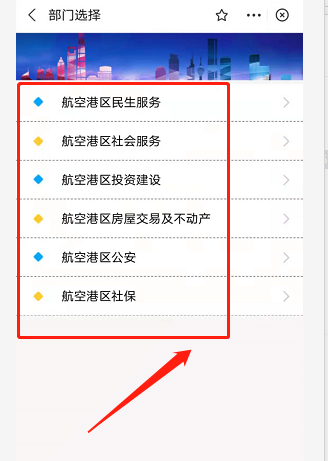 部门选择
航空港区民生服务
航空港区社会服务
航空港区投资建设
航空港区房屋交易及不动产
航空港区公安
航空港区社保